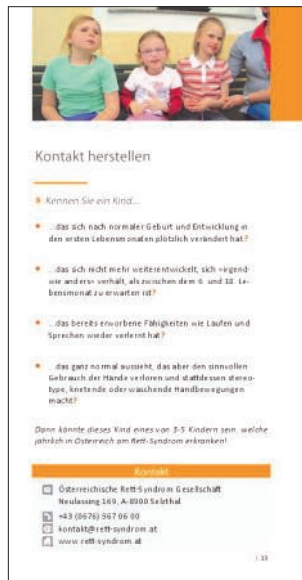 Kontakt herstellen
Kennen Sie ein Kind...
...das sich nach normaler Geburt und Entwicklung in
den ersten Lebensmonaten plötzlich verändert hat?
...das sich nicht mehr weiterentwickelt, sich »irgend-
wie anders« verhält, als zwischen dem 6. und 18. Le-
bensmonat zu erwarten ist?
...das bereits erworbene Fähigkeiten wie Laufen und
Sprechen wieder verlernt hat?
...das ganz normal aussieht, das aber den sinnvollen
Gebrauch der Hände verloren und stattdessen stereo-
type, knetende oder waschende Handbewegungen
macht?
Dann könnte dieses Kind eines von 3-5 Kindern sein, welche
jährlich in Österreich am Rett-Syndrom erkranken!
Kontakt
Österreichische Rett-Syndrom Gesellschaft
Neulassing 169, A-8900 Selzthal
+43 (0676) 967 06 00
kontakt@rett-syndrom.at
www.rett-syndrom.at